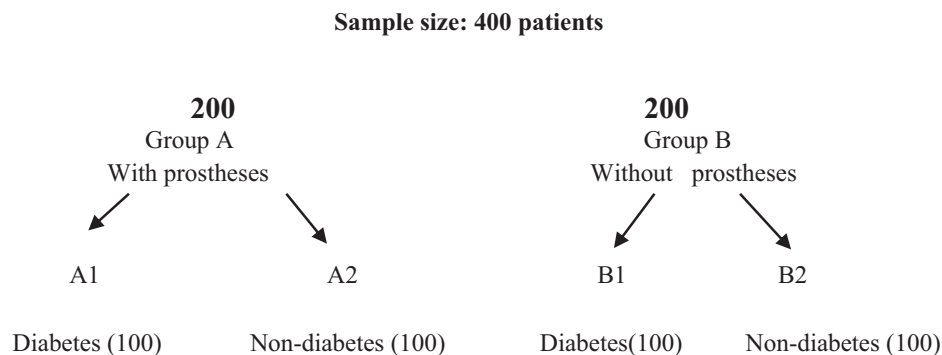 Sample size: 400 patients
200
Group A
With prostheses
200
Group B
Without prostheses
A1
A2
B1
B2
Diabetes (100)
Non-diabetes (100)
Diabetes(100)
Non-diabetes (100)